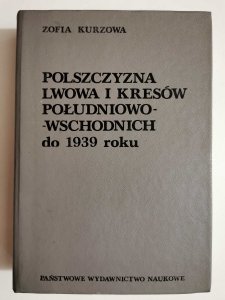 ZOFIA KURZOWA
POLSZCZYZNA
LWOWA I KRESÓW
POŁUDNIOWO-
-WSCHODNICH
do 1939 roku
PAŃSTWOWE WYDAWNICTWO NAUKOWE